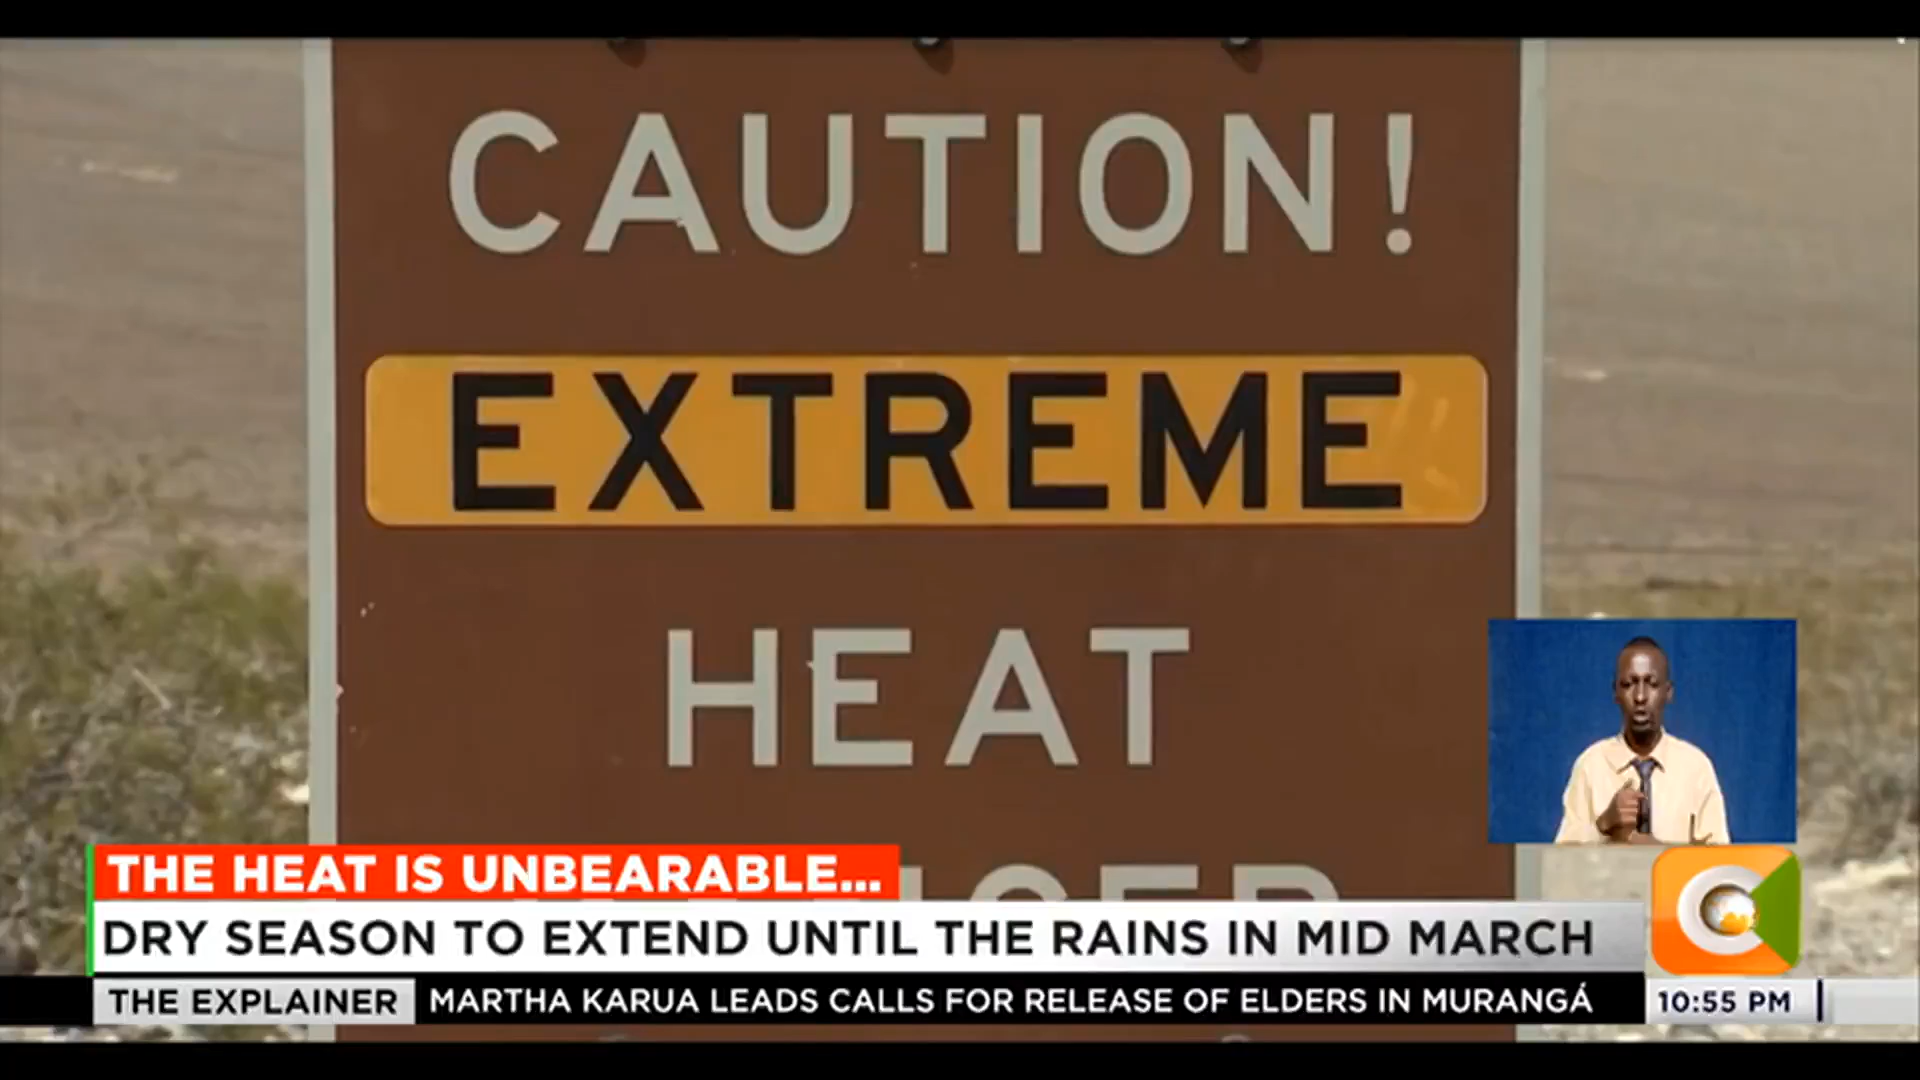 CAUTION!
EXTREME
HEAT
THE HEAT IS UNBEARABLE...
DRY SEASON TO EXTEND UNTIL THE RAINS IN MID MARCH
THE EXPLAINER
MARTHA KARUA LEADS CALLS FOR RELEASE OF ELDERS IN MURANGÁ
10:55 PM